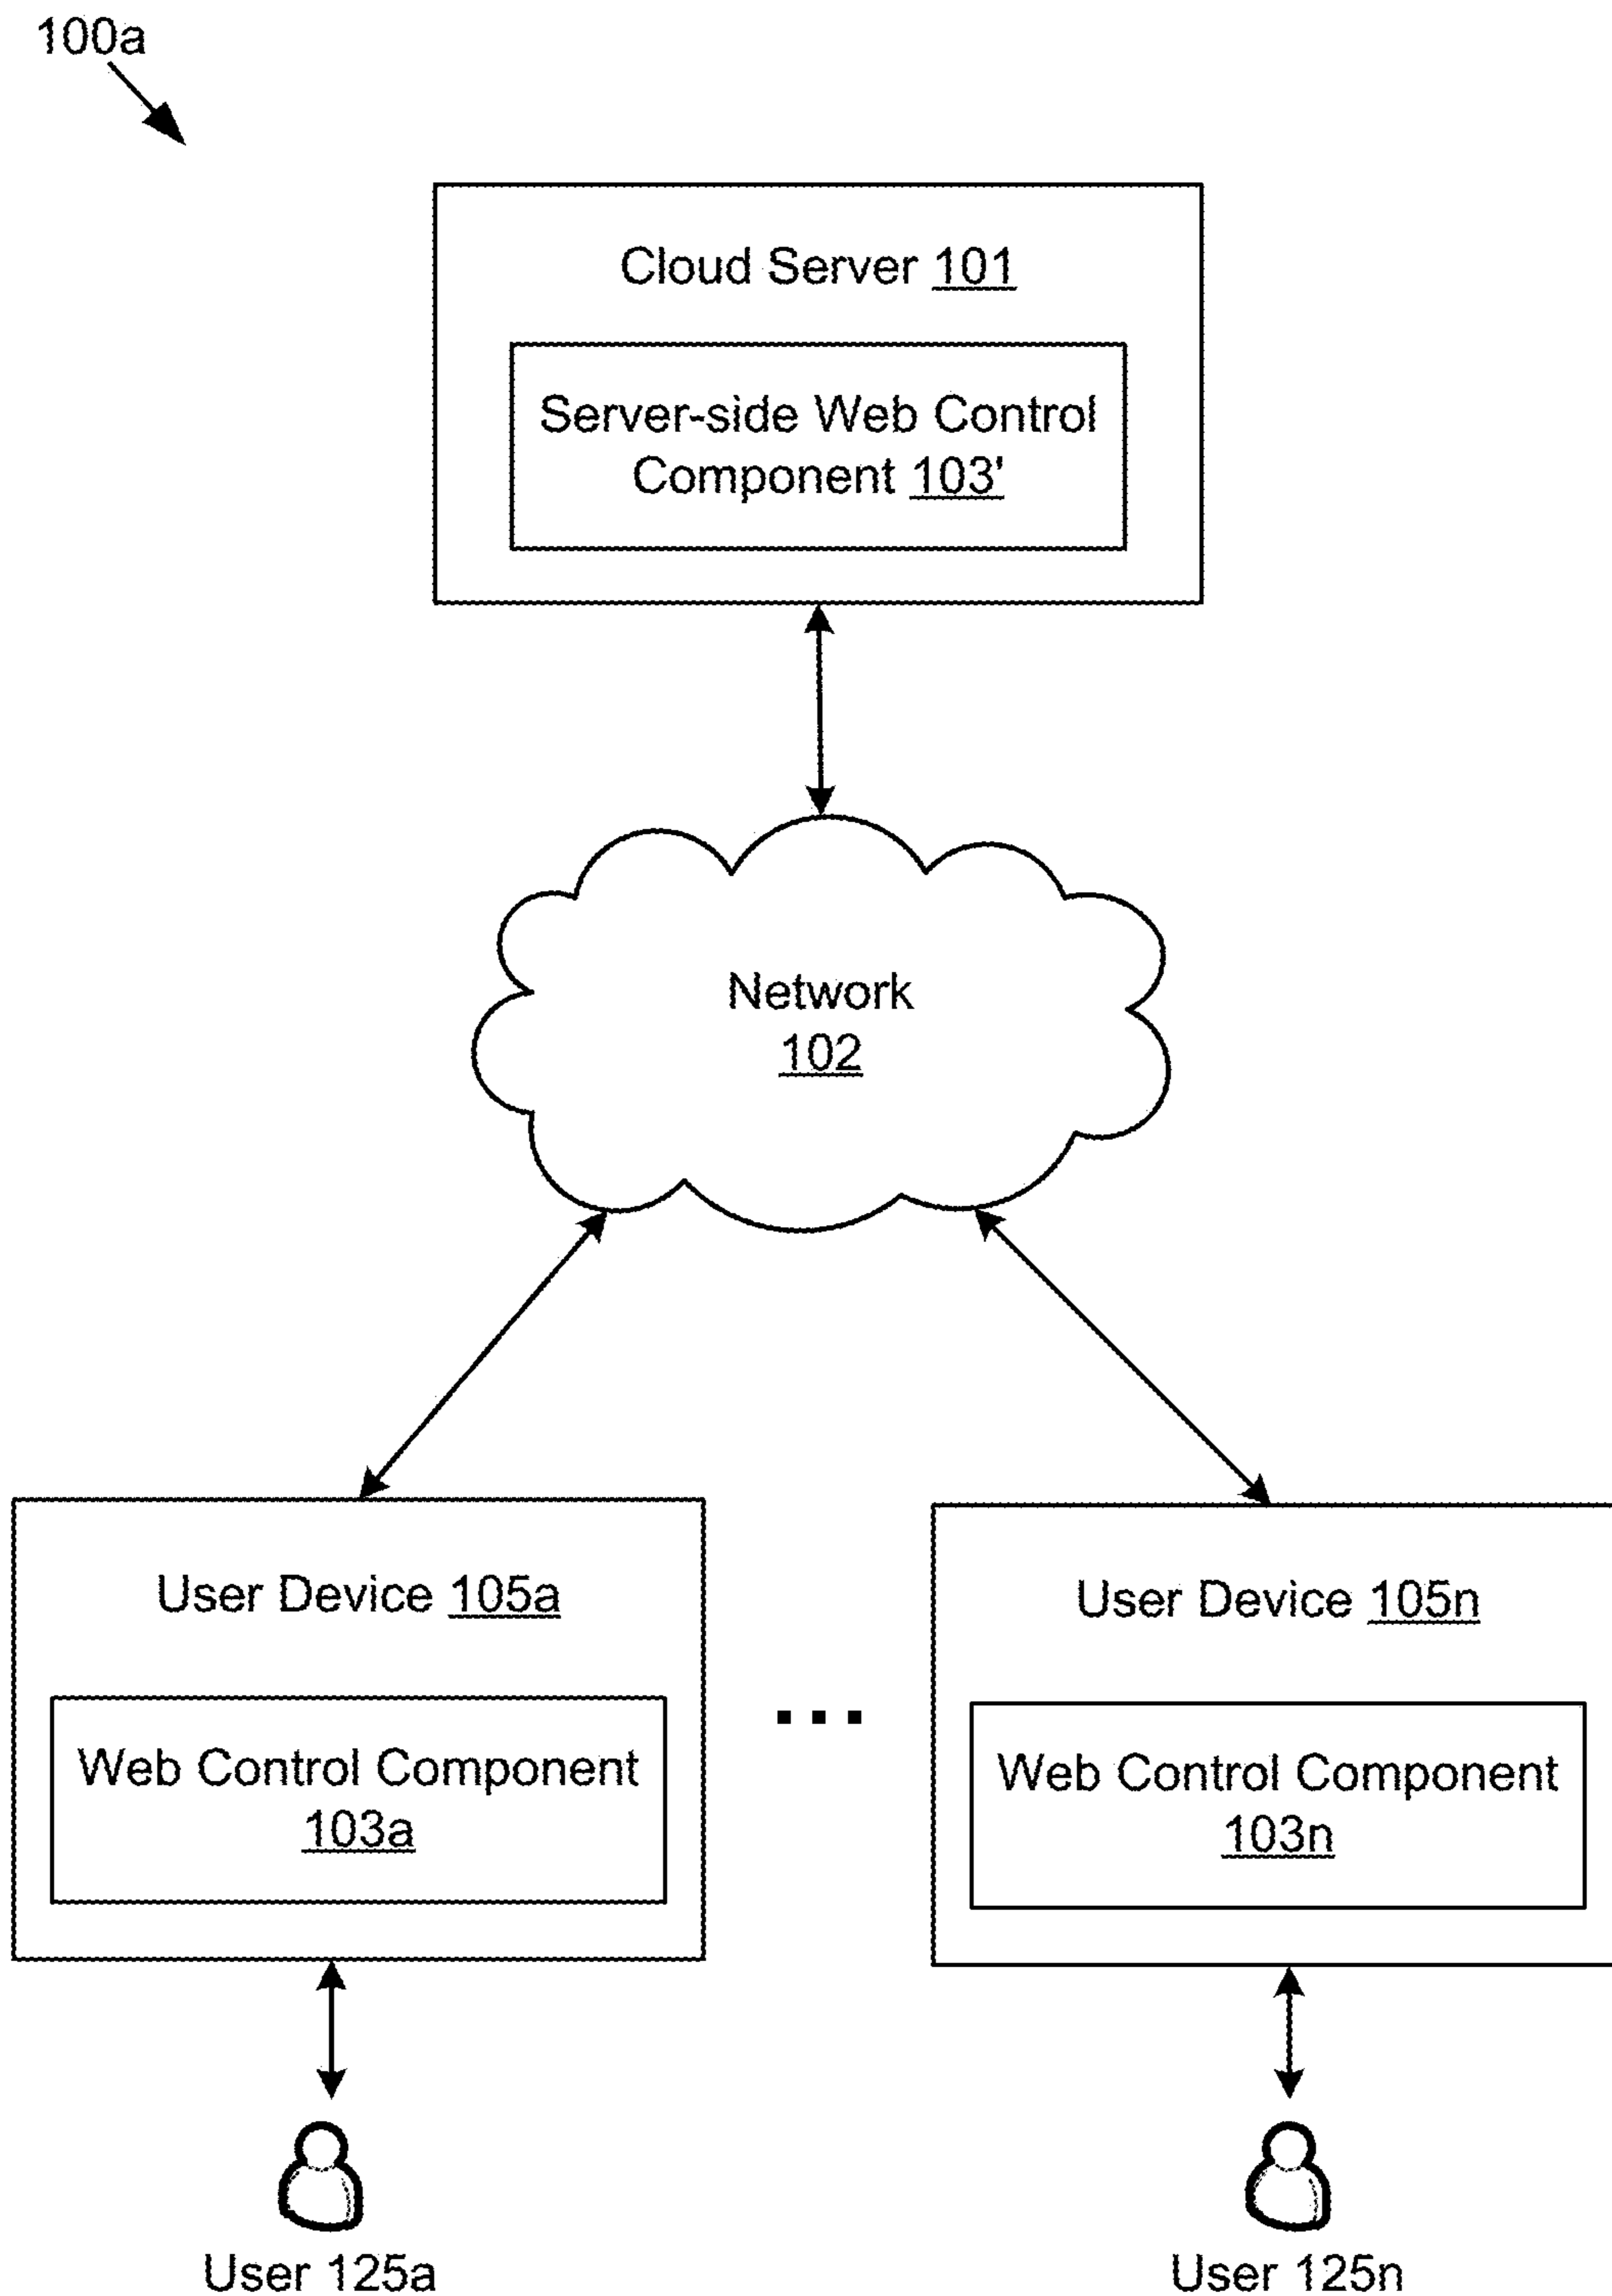 100a
Cloud Server 101
Server-side Web Control
Component 103'
Network
102
User Device 105a
User Device 105n
...
Web Control Component
103a
Web Control Component
103n
User 125a
User 125n